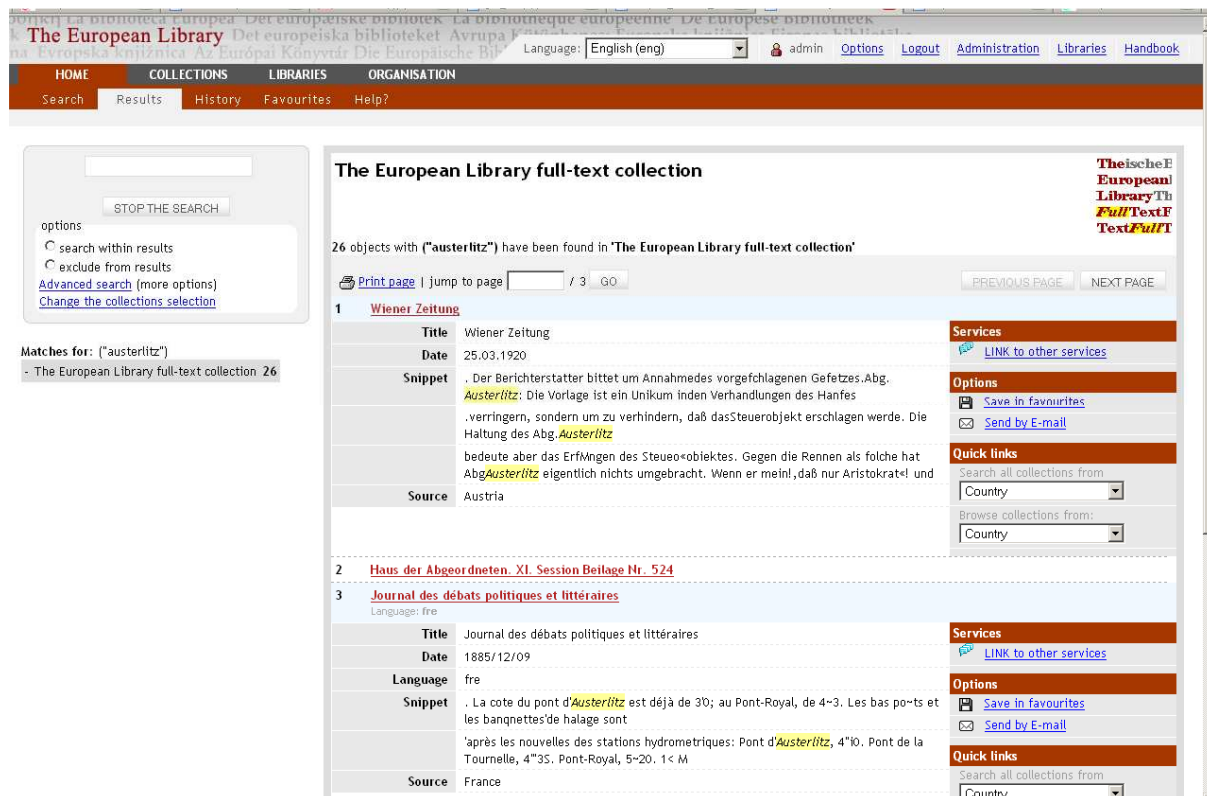 The European Library
Language: English (eng)
admin Options Logout Administration Libraries Handbook
HOME COLLECTIONS LIBRARIES ORGANISATION
Search Results History Favourites Help?
STOP THE SEARCH
options
search within results
exclude from results
Advanced search (more options)
Change the collections selection
Matches for: ("austerlitz")
- The European Library full-text collection 26
The European Library full-text collection
TheischeE
Europeanl
LibraryTh
FullTextF
TextFullT
26 objects with ("austerlitz") have been found in 'The European Library full-text collection'
Print page | jump to page / 3 GO
PREVIOUS PAGE NEXT PAGE
1 Wiener Zeitung
Title Wiener Zeitung
Date 25.03.1920
Snippet . Der Berichterstatter bittet um Annahmedes vorgefchlagenen Gefetzes.Abg.
Austerlitz: Die Vorlage ist ein Unikum inden Verhandlungen des Hanfes
.verringern, sondern um zu verhindern, daß dasSteuerobjekt erschlagen werde. Die
Haltung des Abg.Austerlitz
bedeute aber das ErfMngen des Steueo«obiektes. Gegen die Rennen als folche hat
AbgAusterlitz eigentlich nichts umgebracht. Wenn er mein!,daß nur Aristokrat«! und
Source Austria
Services
LINK to other services
Options
Save in favourites
Send by E-mail
Quick links
Search all collections from
Country
Browse collections from:
Country
2 Haus der Abgeordneten. XI. Session Beilage Nr. 524
3 Journal des débats politiques et littéraires
Language: fre
Title Journal des débats politiques et littéraires
Date 1885/12/09
Language fre
Snippet . La cote du pont d'Austerlitz est déjà de 3'0; au Pont-Royal, de 4~3. Les bas po~ts et
les banqnettes'de halage sont
'après les nouvelles des stations hydrometriques: Pont d'Austerlitz, 4"i0. Pont de la
Tournelle, 4"'3S. Pont-Royal, 5~20. 1< M
Source France
Services
LINK to other services
Options
Save in favourites
Send by E-mail
Quick links
Search all collections from
Country